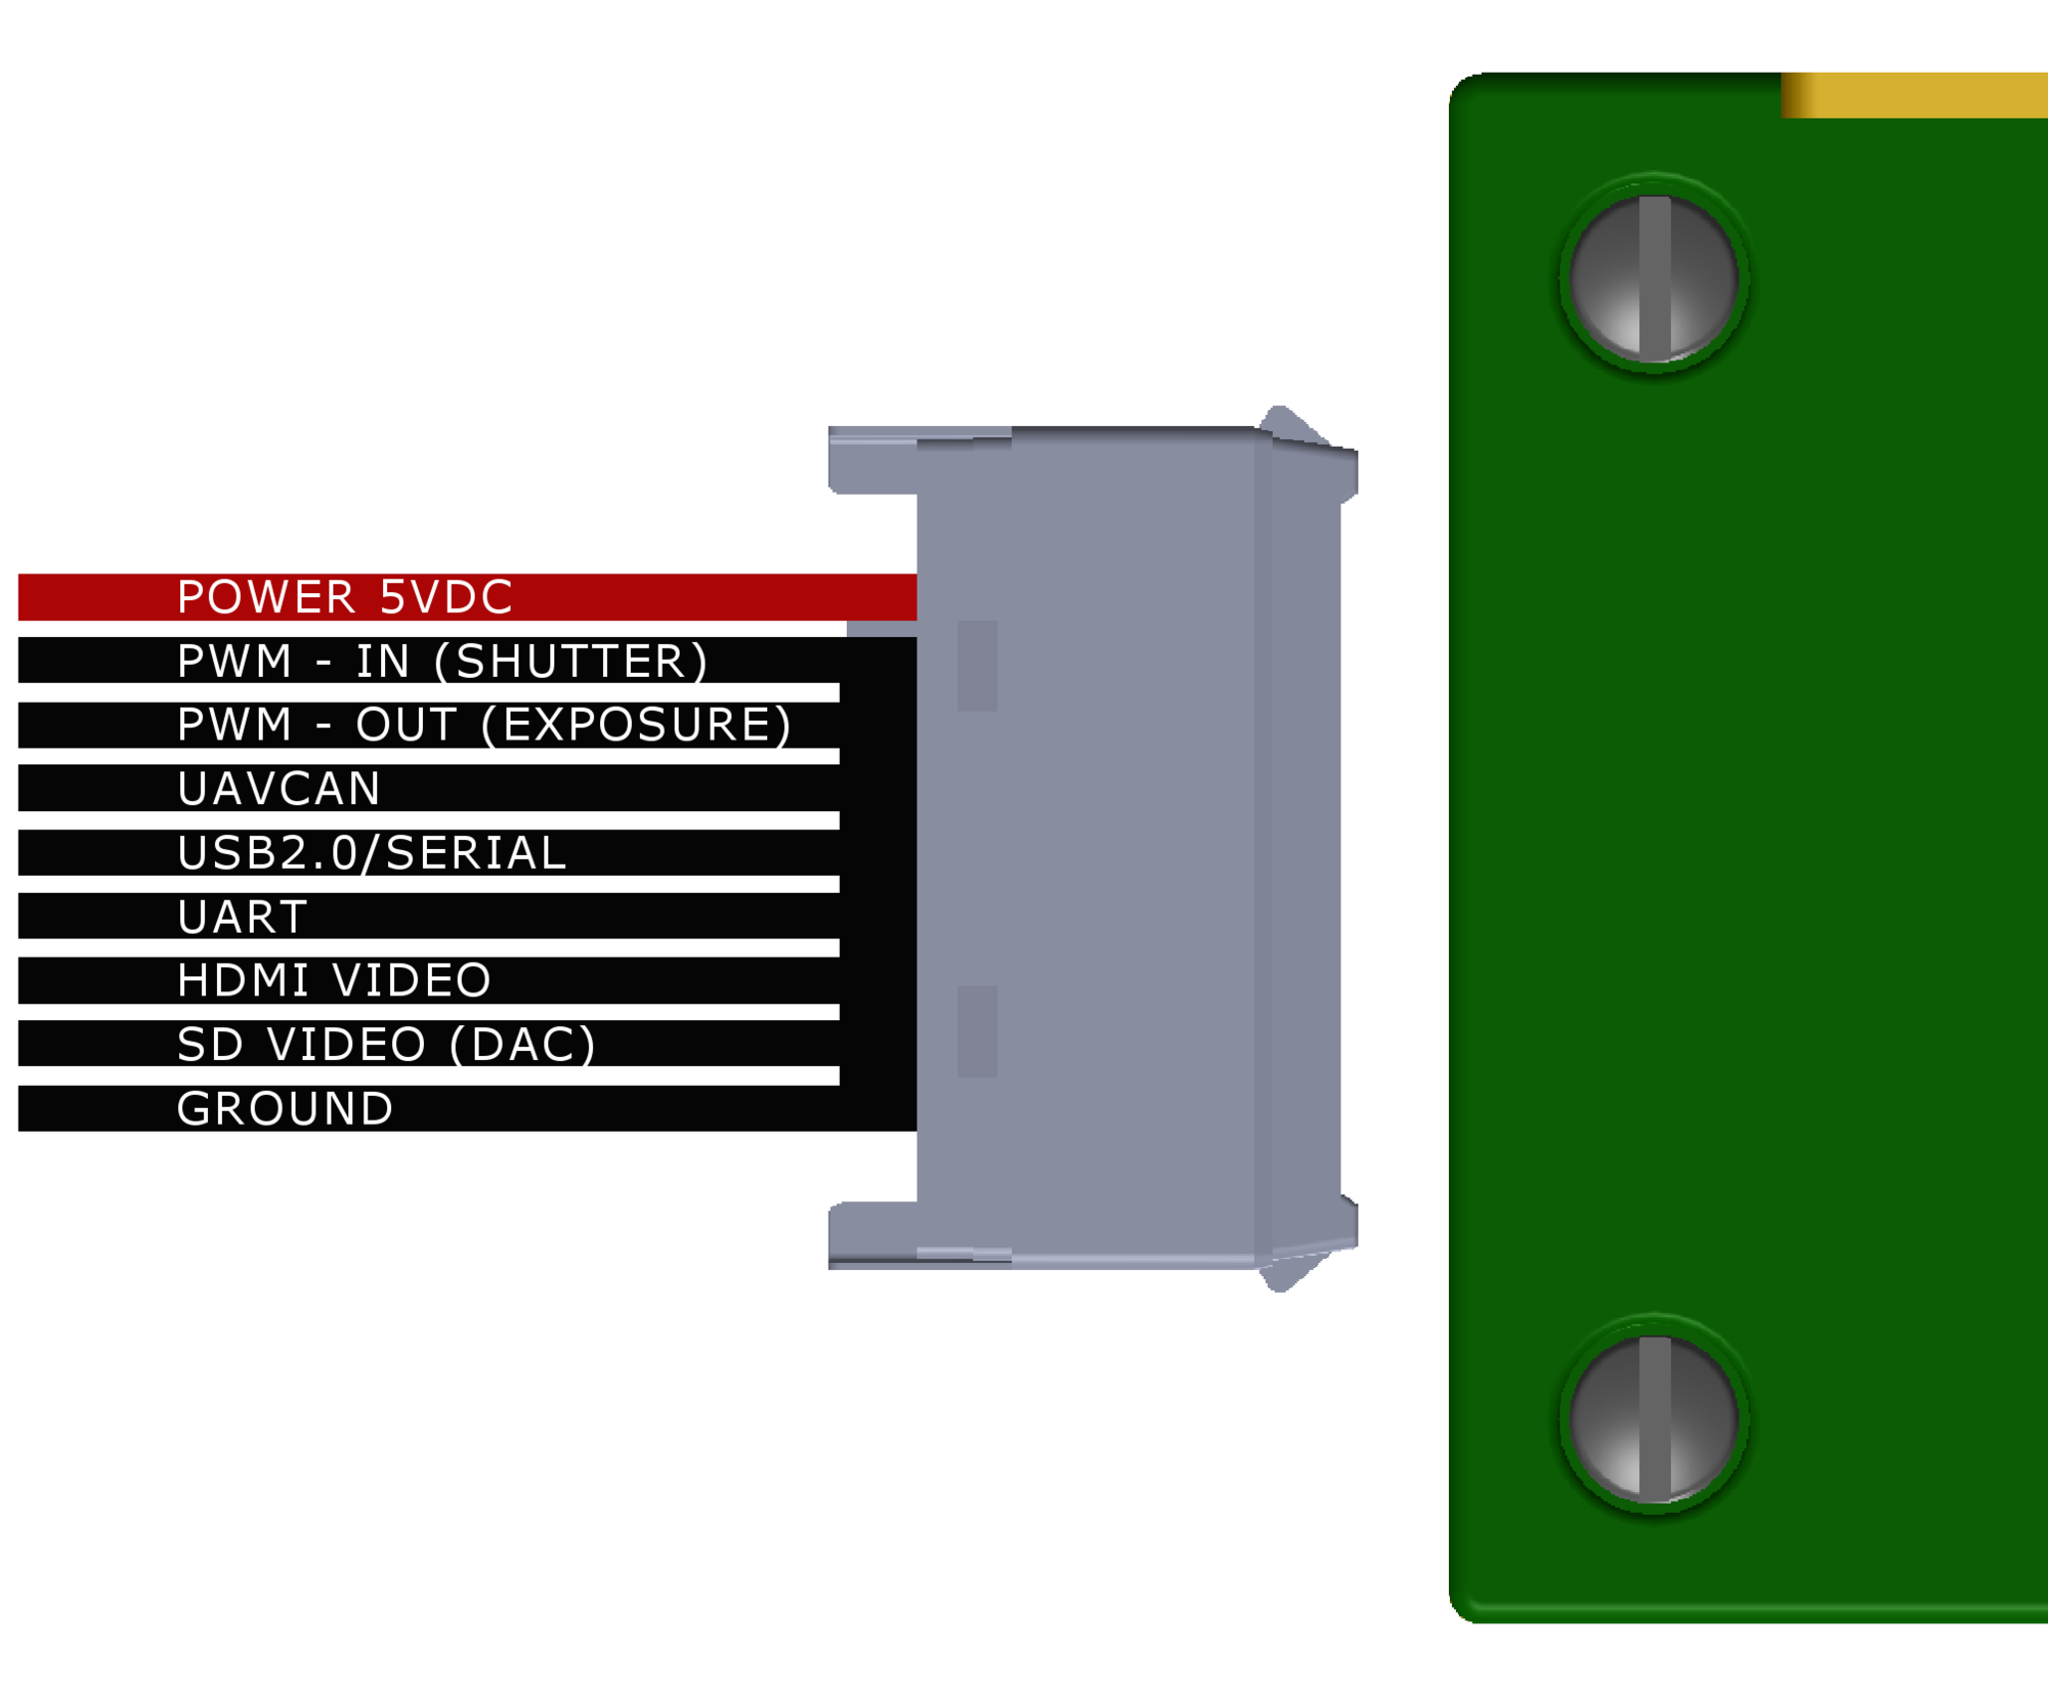 POWER 5VDC
PWM - IN (SHUTTER)
PWM - OUT (EXPOSURE)
UAVCAN
USB2.0/SERIAL
UART
HDMI VIDEO
SD VIDEO (DAC)
GROUND